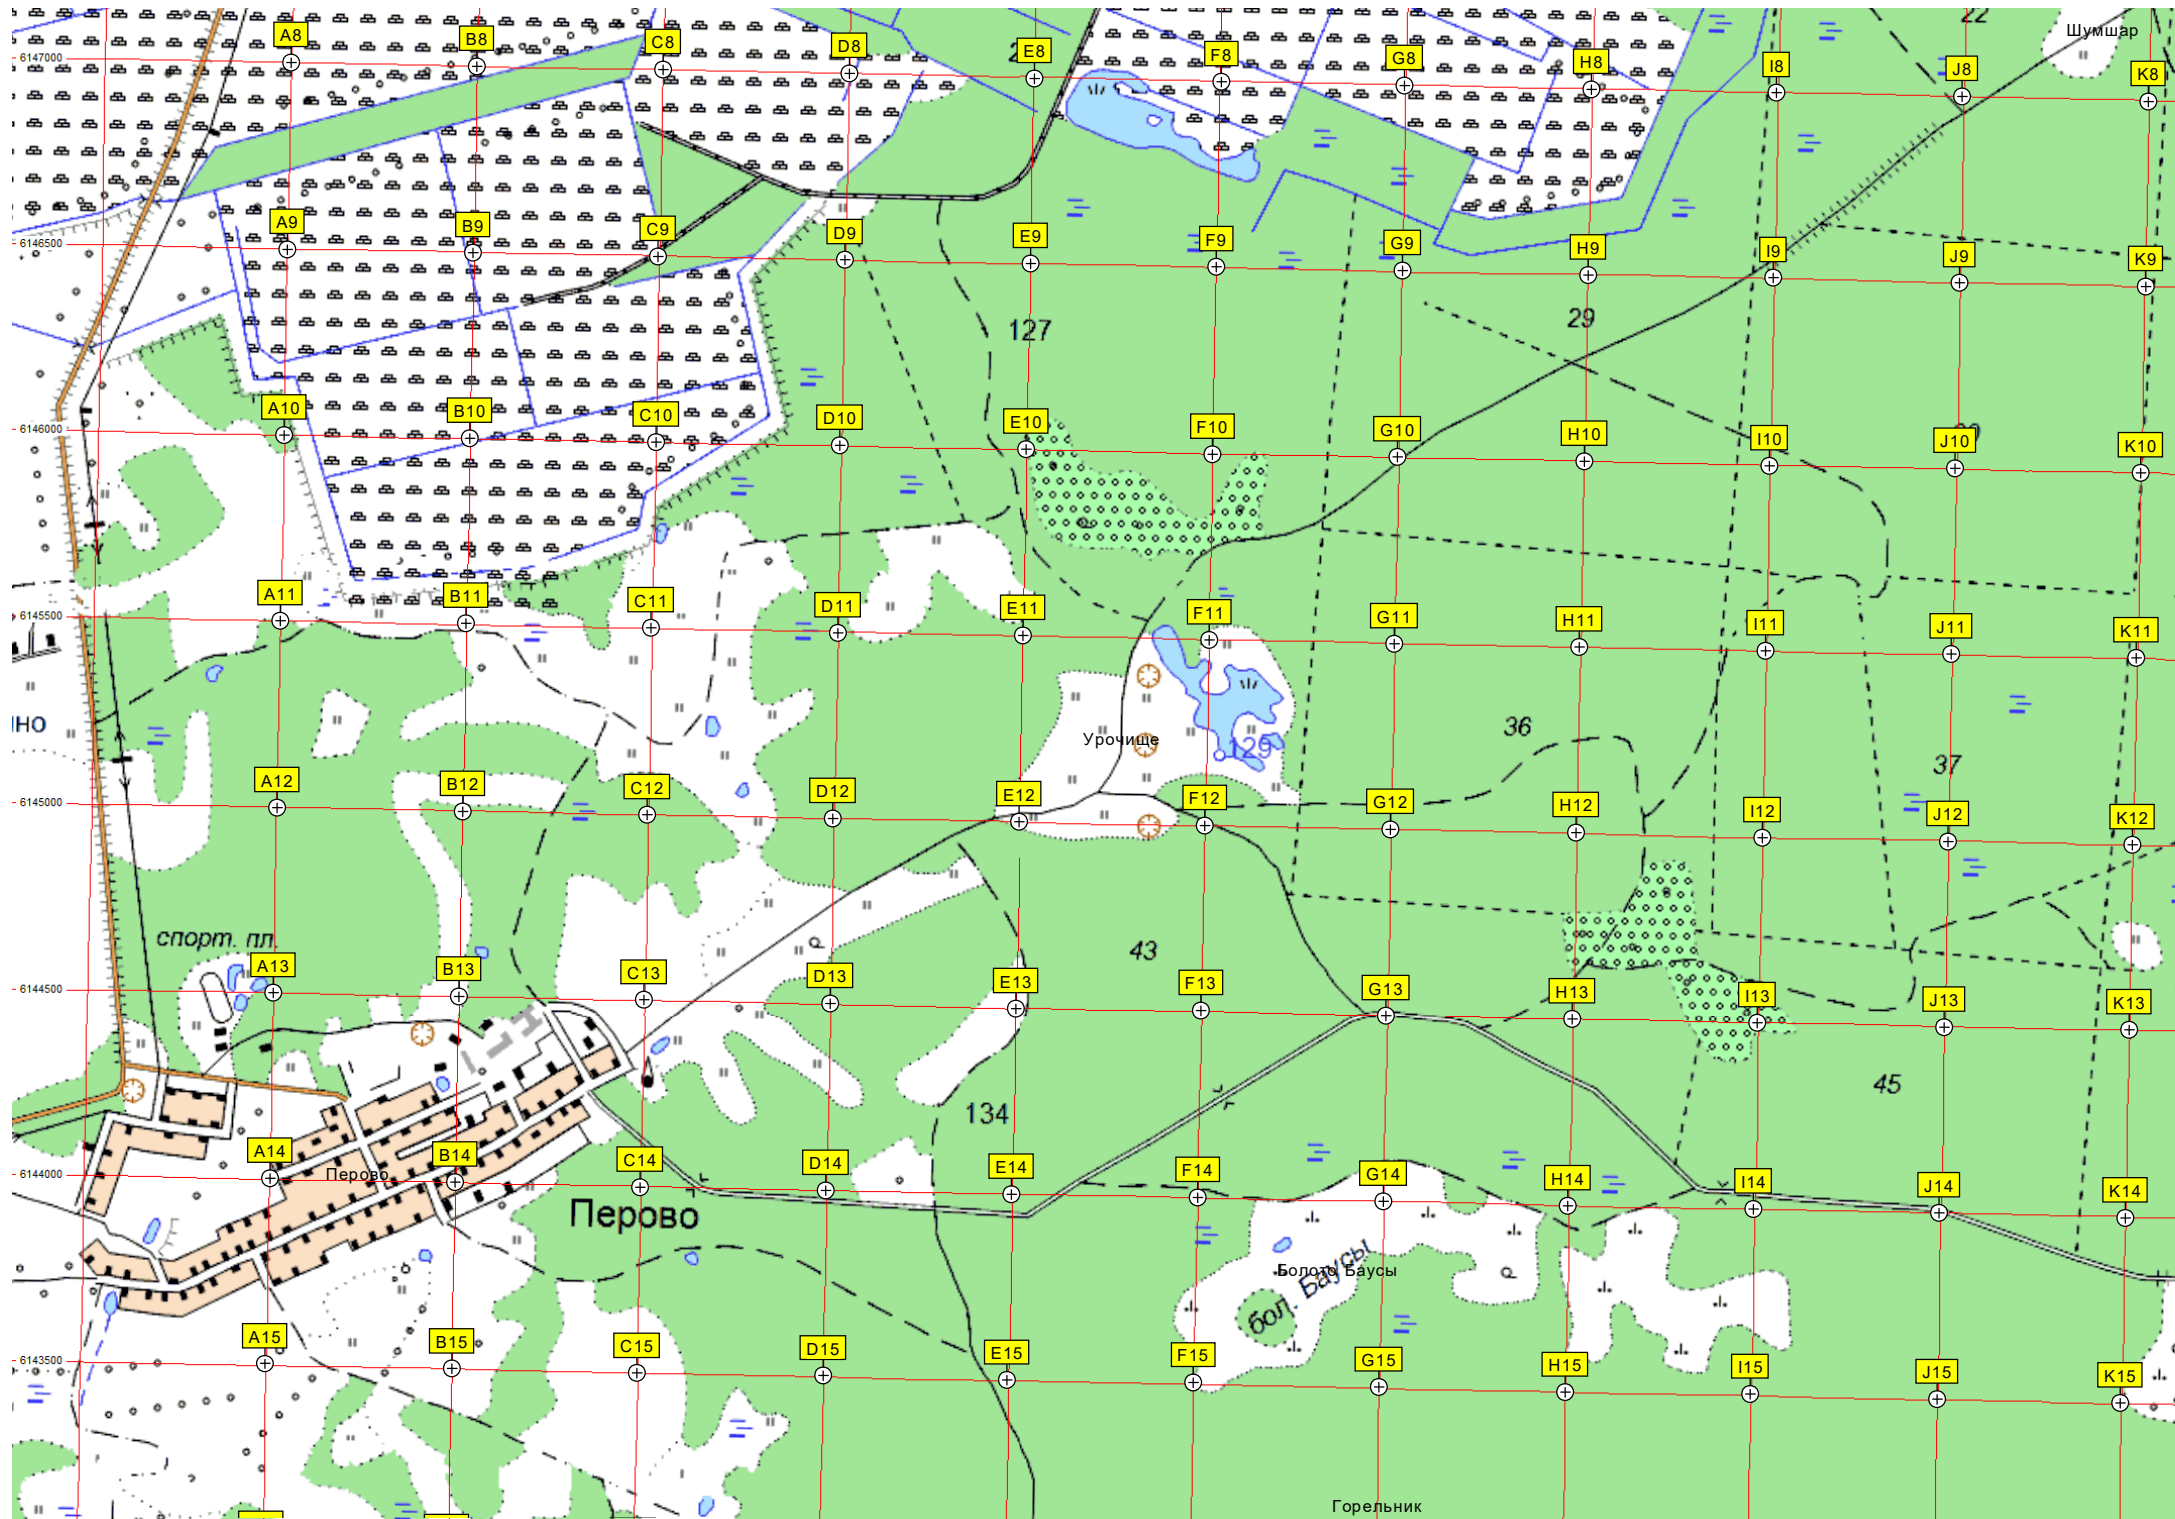 22
Шумшар
A8 B8 C8 D8 E8 F8 G8 H8 I8 J8 K8
6147000
A9 B9 C9 D9 E9 F9 G9 H9 I9 J9 K9
6146500
127
29
A10 B10 C10 D10 E10 F10 G10 H10 I10 J10 K10
6146000
A11 B11 C11 D11 E11 F11 G11 H11 I11 J11 K11
6145500
но
36
Урочище
129
37
A12 B12 C12 D12 E12 F12 G12 H12 I12 J12 K12
6145000
спорт. пл.
43
A13 B13 C13 D13 E13 F13 G13 H13 I13 J13 K13
6144500
45
134
A14 B14 C14 D14 E14 F14 G14 H14 I14 J14 K14
6144000
Перово
Перово
Болото Баусы
бол. Баусы
A15 B15 C15 D15 E15 F15 G15 H15 I15 J15 K15
6143500
Горельник